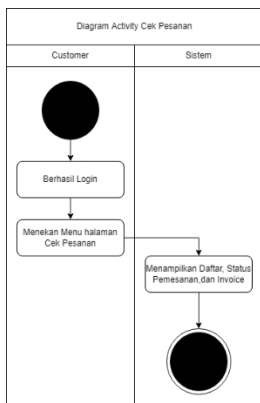 Diagram Activity Cek Pesanan
Customer
Sistem
Berhasil Login
Menekan Menu halaman
Cek Pesanan
Menampilkan Daftar, Status
Pemesanan,dan Invoice